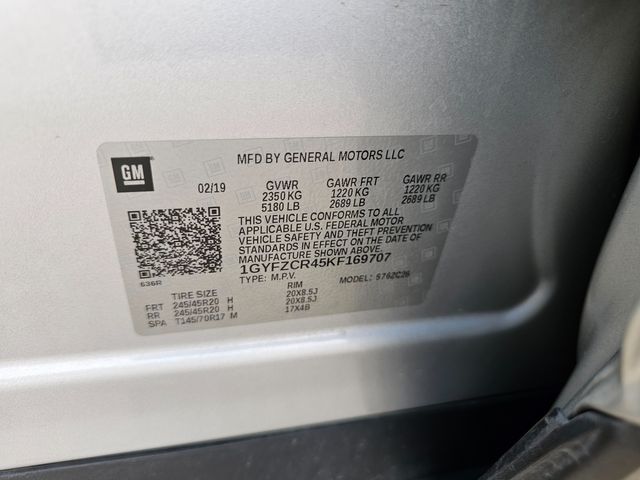 GM
MFD BY GENERAL MOTORS LLC
02/19 GVWR GAWR FRT GAWR RR
2350 KG 1220 KG 1220 KG
5180 LB 2689 LB 2689 LB
THIS VEHICLE CONFORMS TO ALL
APPLICABLE U.S. FEDERAL MOTOR
VEHICLE SAFETY AND THEFT PREVENTION
STANDARDS IN EFFECT ON THE DATE OF
MANUFACTURE SHOWN ABOVE.
1GYFZCR45KF169707
636R TYPE: M.P.V. MODEL: 5762C26
TIRE SIZE RIM
FRT 245/45R20 H 20X8.5J
RR 245/45R20 H 20X8.5J
SPA T145/70R17 M 17X4B